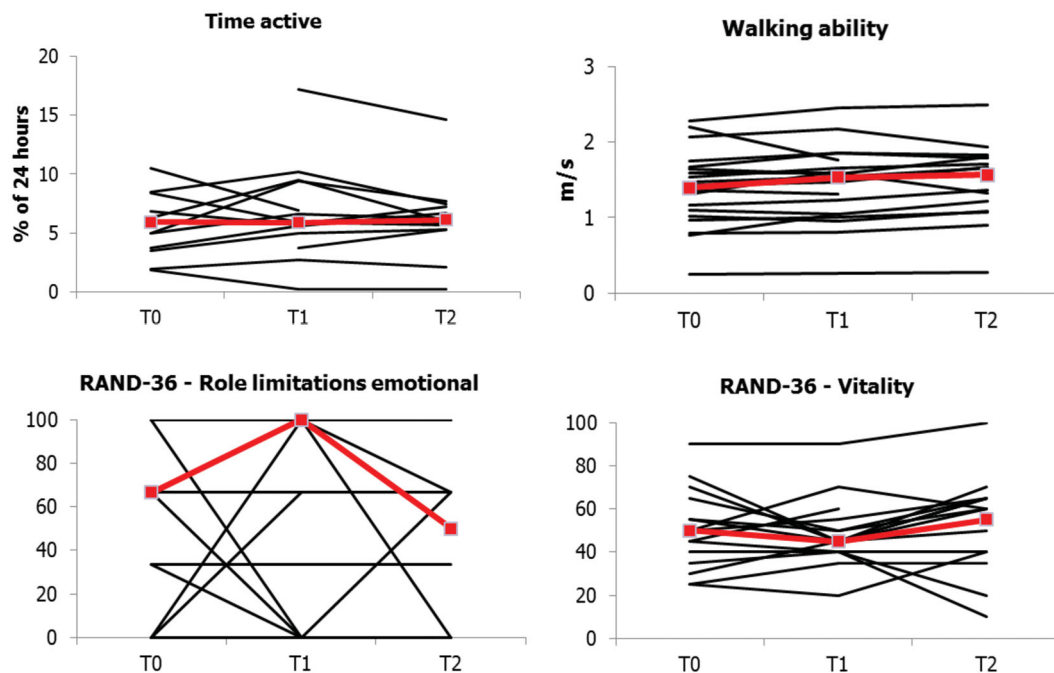 Time active
% of 24 hours
20
15
10
5
0
T0 T1 T2
Walking ability
m/s
3
2
1
0
T0 T1 T2
RAND-36 - Role limitations emotional
100
80
60
40
20
0
T0 T1 T2
RAND-36 - Vitality
100
80
60
40
20
0
T0 T1 T2